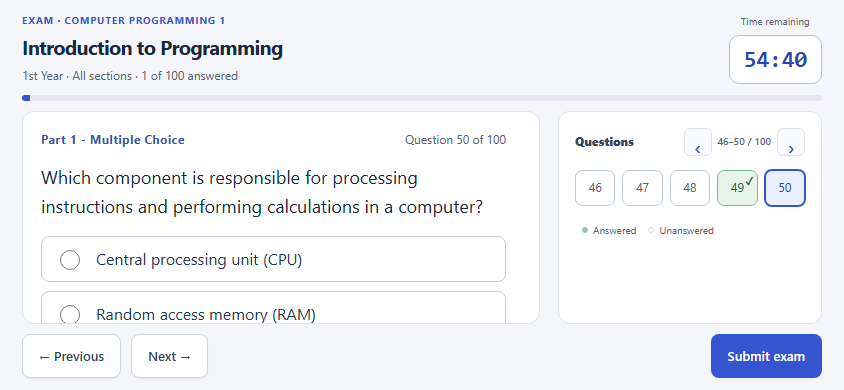 EXAM · COMPUTER PROGRAMMING 1
Introduction to Programming
1st Year · All sections · 1 of 100 answered
Time remaining
54:40
Part 1 - Multiple Choice
Question 50 of 100
Which component is responsible for processing
instructions and performing calculations in a computer?
Central processing unit (CPU)
Random access memory (RAM)
Questions
‹ 46–50 / 100 ›
46 47 48 49✓ 50
Answered Unanswered
← Previous
Next →
Submit exam